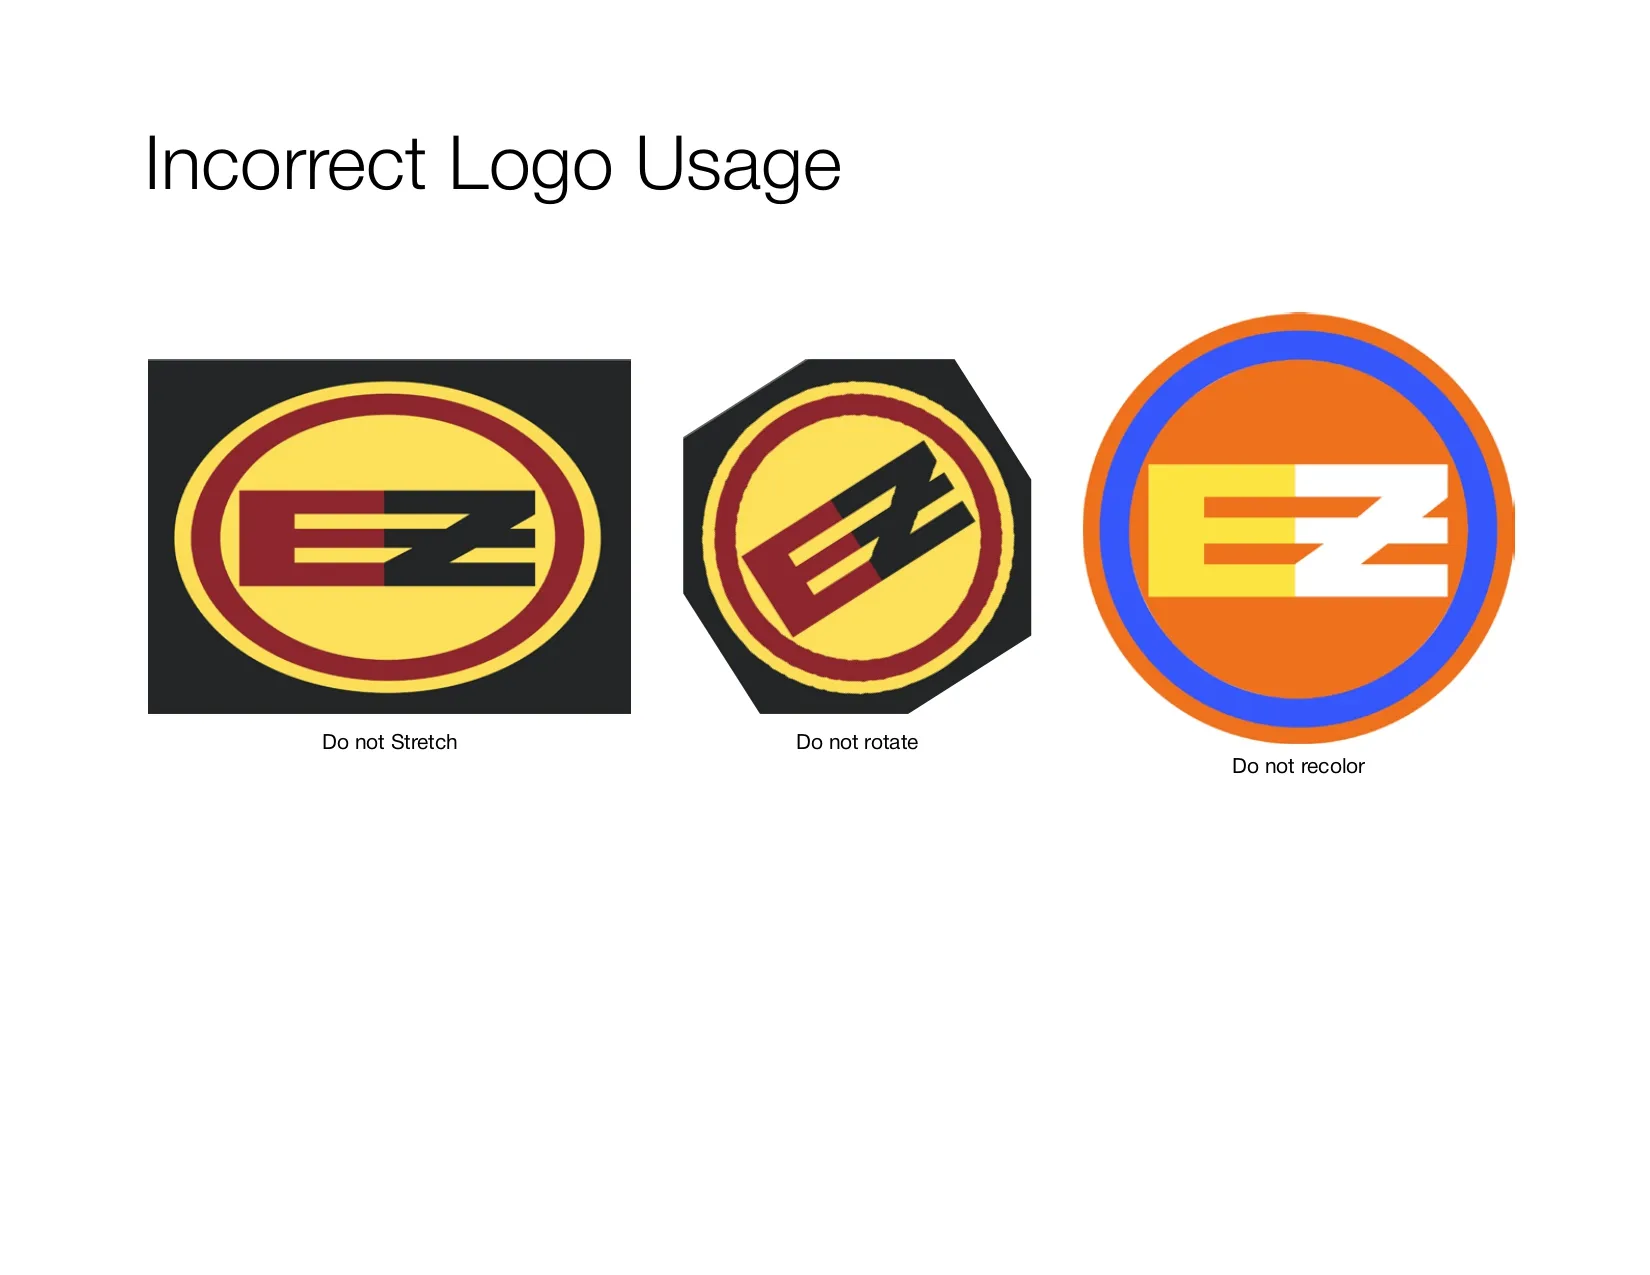 Incorrect Logo Usage
EZ
EZ
EZ
Do not Stretch
Do not rotate
Do not recolor